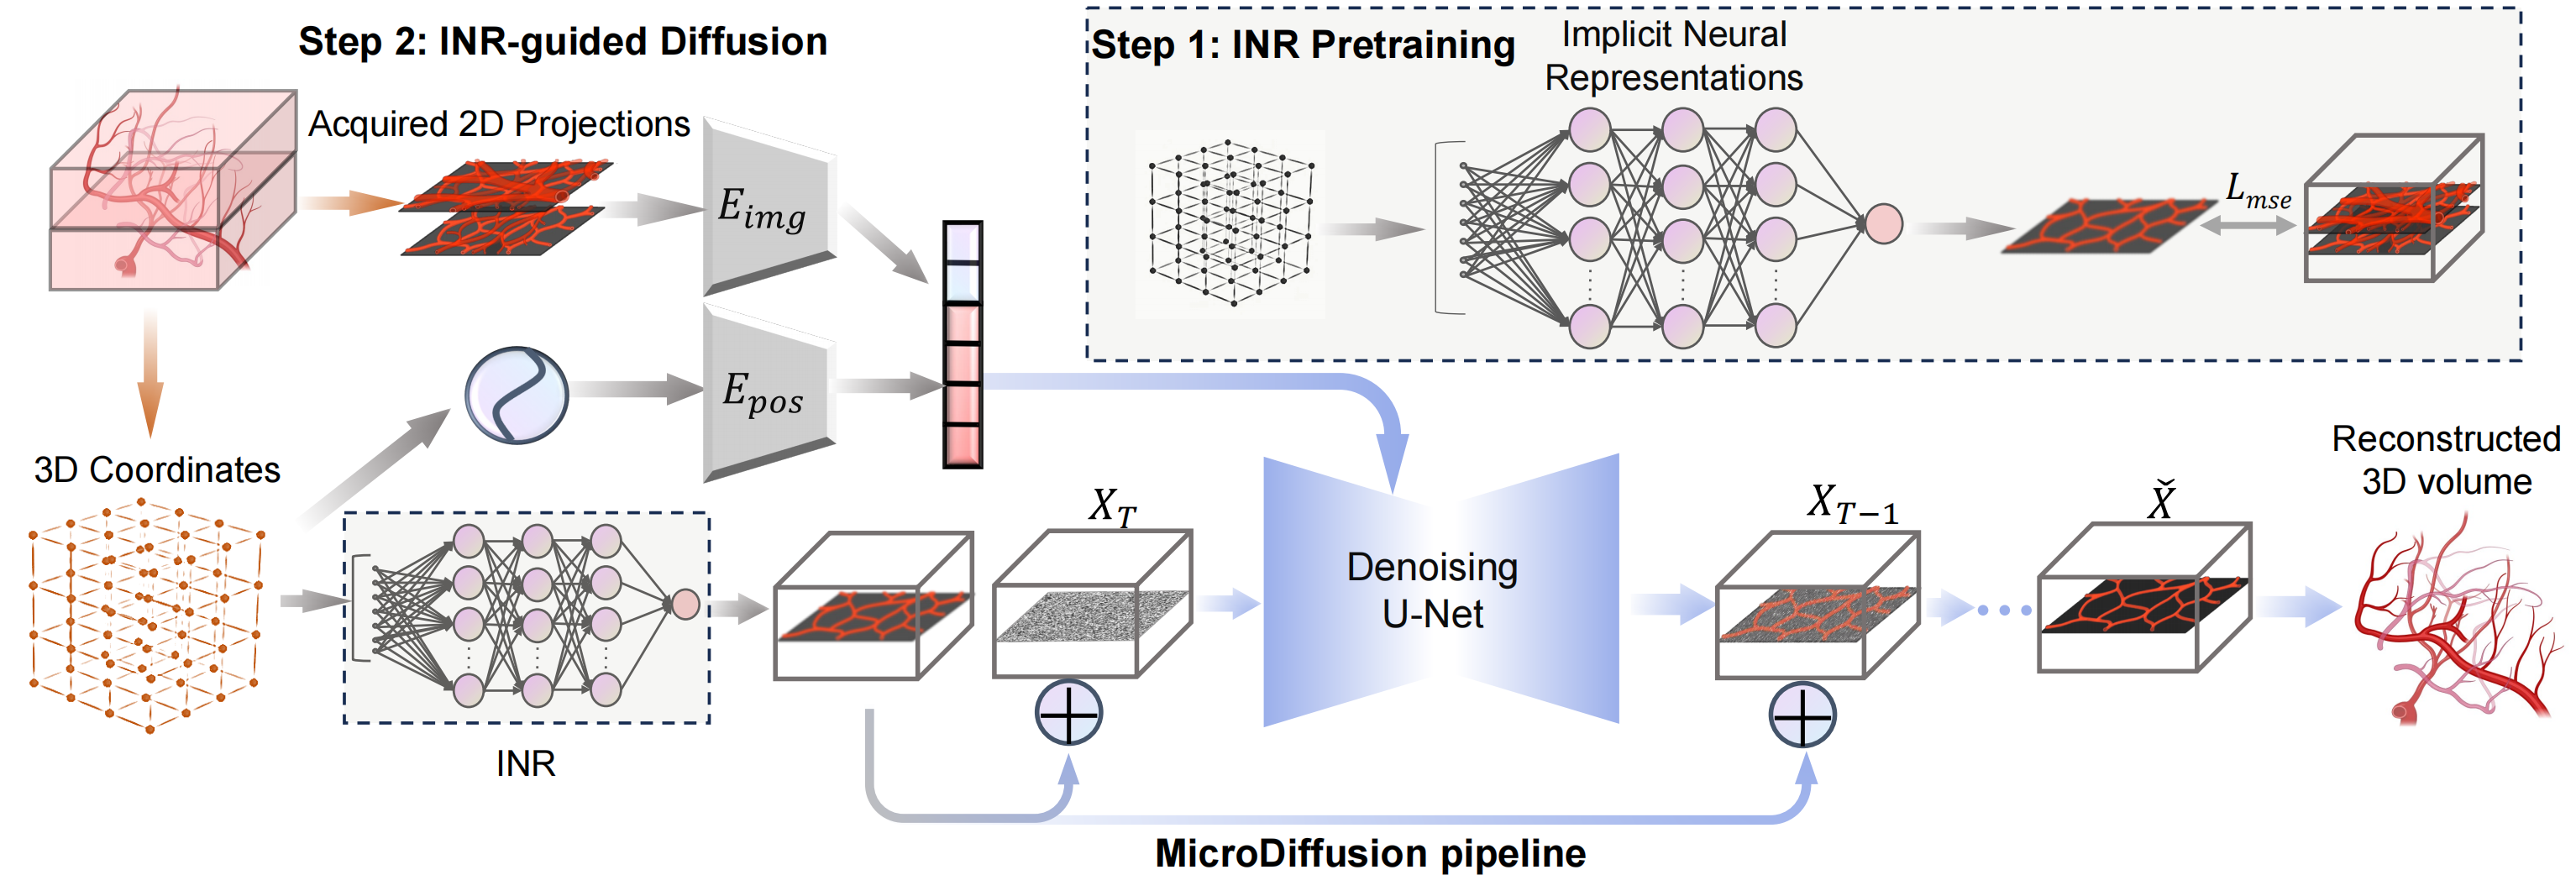 Step 2: INR-guided Diffusion
Acquired 2D Projections
E_{img}
E_{pos}
3D Coordinates
INR
Step 1: INR Pretraining
Implicit Neural
Representations
L_{mse}
X_T
Denoising
U-Net
X_{T-1}
X̌
Reconstructed
3D volume
MicroDiffusion pipeline